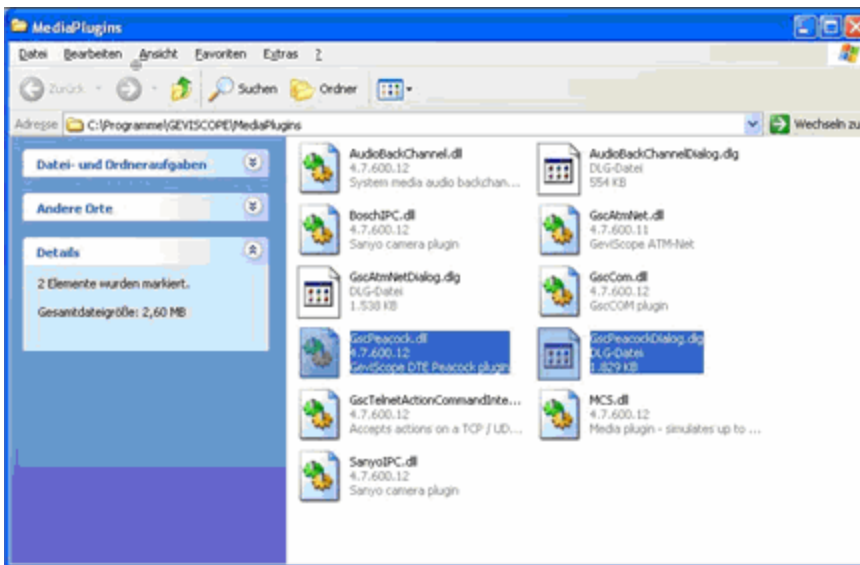 MediaPlugins
Datei Bearbeiten Ansicht Favoriten Extras ?
Zurück Suchen Ordner
Adresse C:\Programme\GEVISCOPE\MediaPlugins Wechseln zu
Datei- und Ordneraufgaben
Andere Orte
Details
2 Elemente wurden markiert.
Gesamtdateigröße: 2,60 MB
AudioBackChannel.dll
4.7.600.12
System media audio backchan...
AudioBackChannelDialog.dlg
DLG-Datei
554 KB
BoschIPC.dll
4.7.600.12
Sanyo camera plugin
GscAtmNet.dll
4.7.600.11
GeviScope ATM-Net
GscAtmNetDialog.dlg
DLG-Datei
1.538 KB
GscCom.dll
4.7.600.12
GscCOM plugin
GscPeacock.dll
4.7.600.12
GeviScope DTE Peacock plugin
GscPeacockDialog.dlg
DLG-Datei
1.829 KB
GscTelnetActionCommandInte...
4.7.600.12
Accepts actions on a TCP / UD...
MCS.dll
4.7.600.12
Media plugin - simulates up to ...
SanyoIPC.dll
4.7.600.12
Sanyo camera plugin